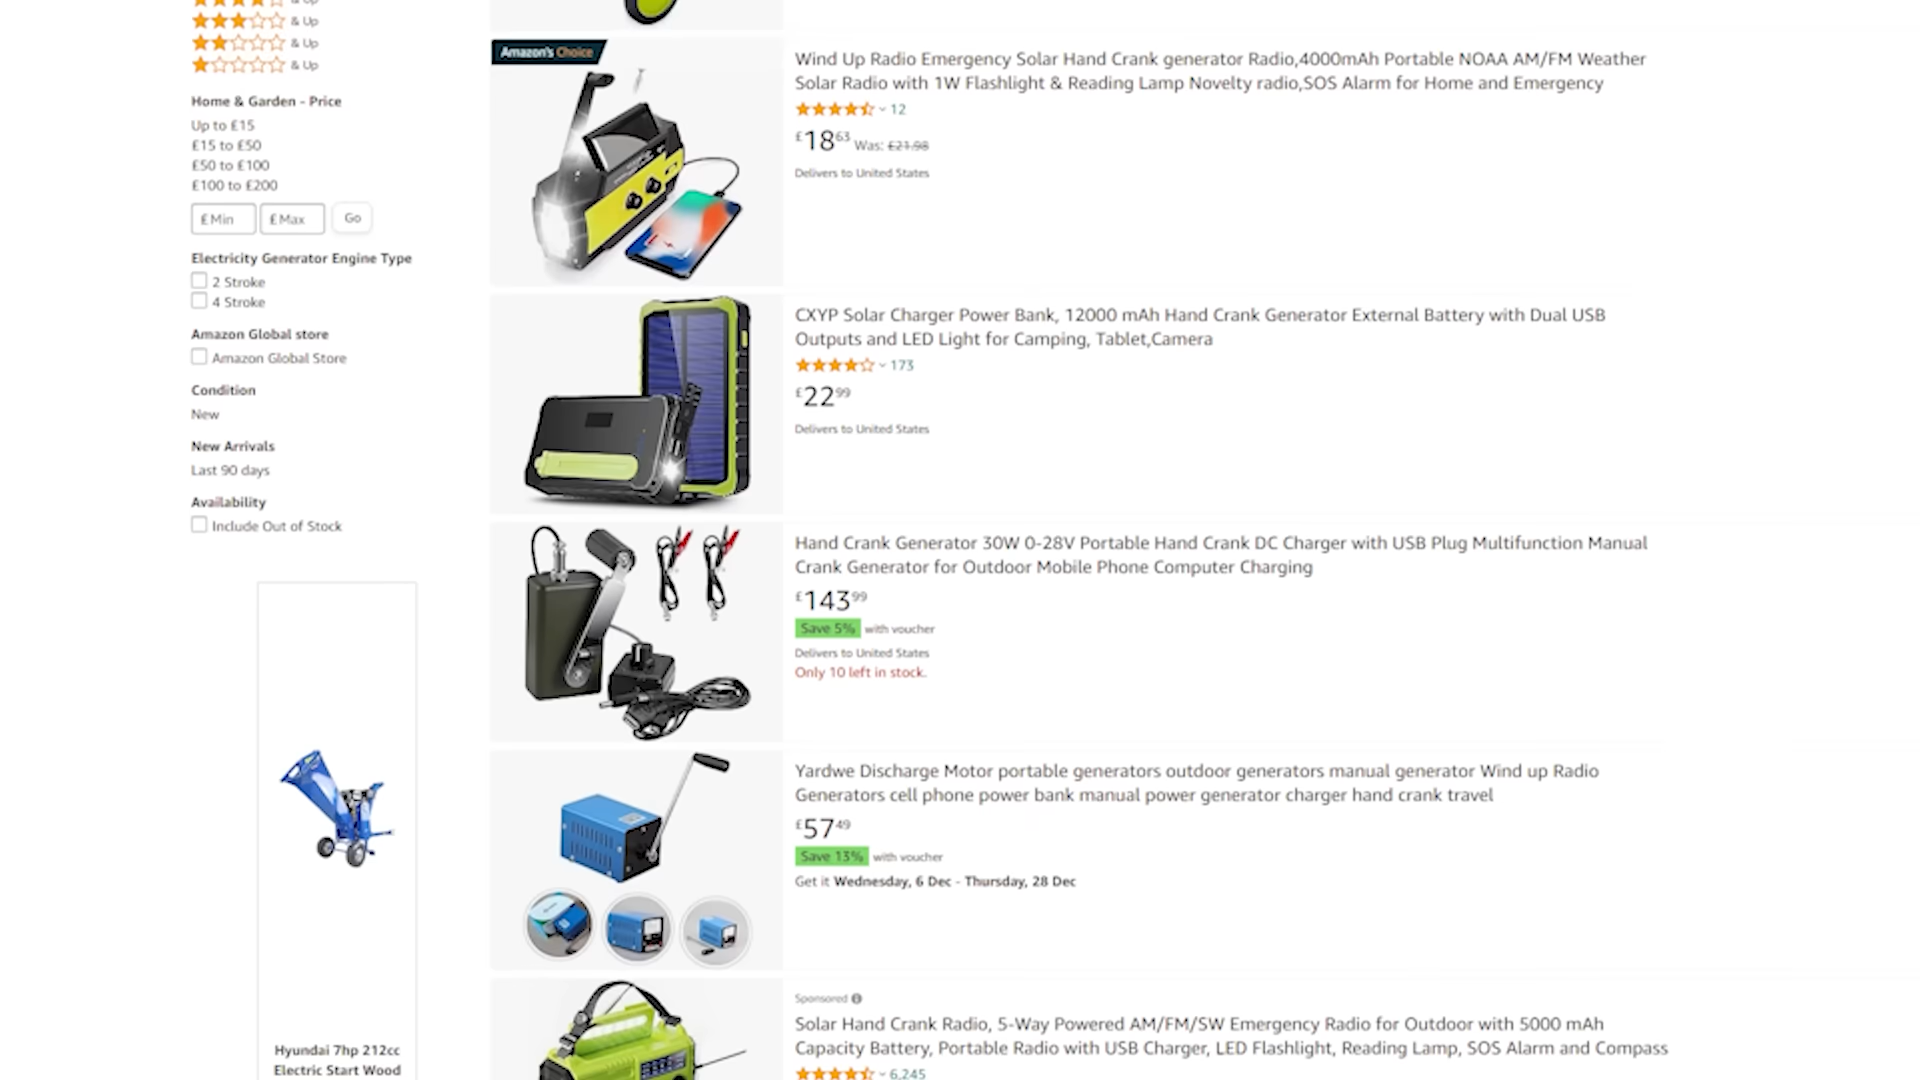 & Up
& Up
& Up
& Up
Home & Garden - Price
Up to £15
£15 to £50
£50 to £100
£100 to £200
£ Min £ Max Go
Electricity Generator Engine Type
2 Stroke
4 Stroke
Amazon Global store
Amazon Global Store
Condition
New
New Arrivals
Last 90 days
Availability
Include Out of Stock
Hyundai 7hp 212cc
Electric Start Wood
Amazon's Choice
Wind Up Radio Emergency Solar Hand Crank generator Radio,4000mAh Portable NOAA AM/FM Weather
Solar Radio with 1W Flashlight & Reading Lamp Novelty radio,SOS Alarm for Home and Emergency
12
£1863 Was: £21.98
Delivers to United States
CXYP Solar Charger Power Bank, 12000 mAh Hand Crank Generator External Battery with Dual USB
Outputs and LED Light for Camping, Tablet,Camera
173
£2299
Delivers to United States
Hand Crank Generator 30W 0-28V Portable Hand Crank DC Charger with USB Plug Multifunction Manual
Crank Generator for Outdoor Mobile Phone Computer Charging
£14399
Save 5% with voucher
Delivers to United States
Only 10 left in stock.
Yardwe Discharge Motor portable generators outdoor generators manual generator Wind up Radio
Generators cell phone power bank manual power generator charger hand crank travel
£5749
Save 13% with voucher
Get it Wednesday, 6 Dec - Thursday, 28 Dec
Sponsored
Solar Hand Crank Radio, 5-Way Powered AM/FM/SW Emergency Radio for Outdoor with 5000 mAh
Capacity Battery, Portable Radio with USB Charger, LED Flashlight, Reading Lamp, SOS Alarm and Compass
6,245